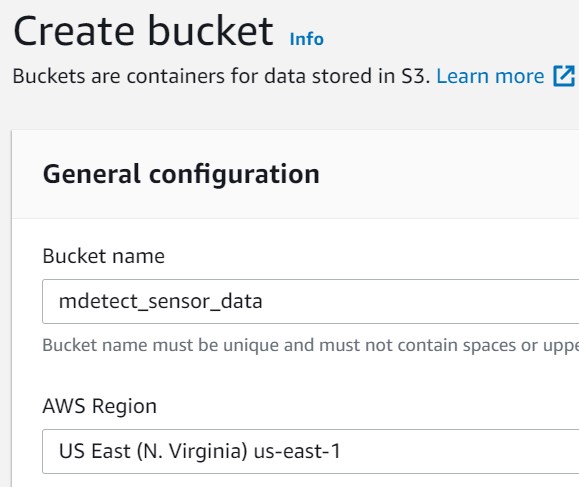 Create bucket Info
Buckets are containers for data stored in S3. Learn more
General configuration
Bucket name
mdetect_sensor_data
Bucket name must be unique and must not contain spaces or uppe
AWS Region
US East (N. Virginia) us-east-1